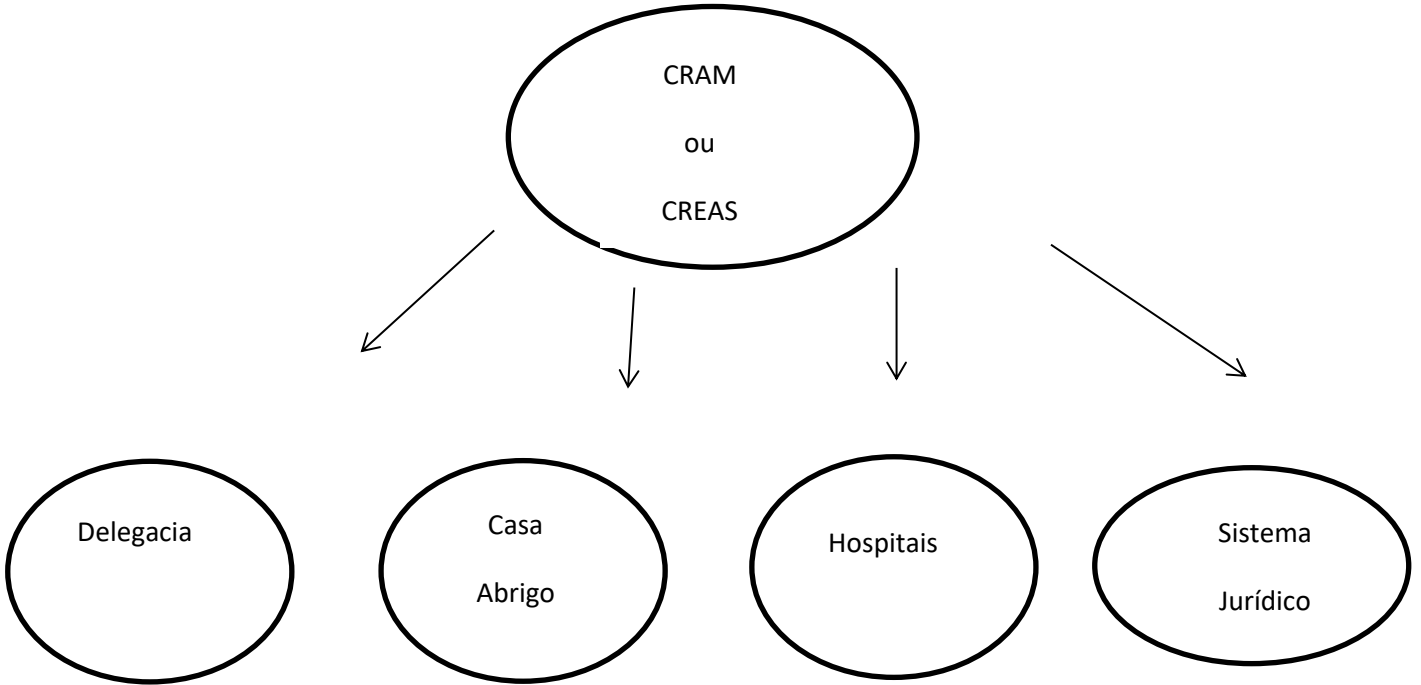 CRAM
ou
CREAS
Delegacia
Casa
Abrigo
Hospitais
Sistema
Jurídico